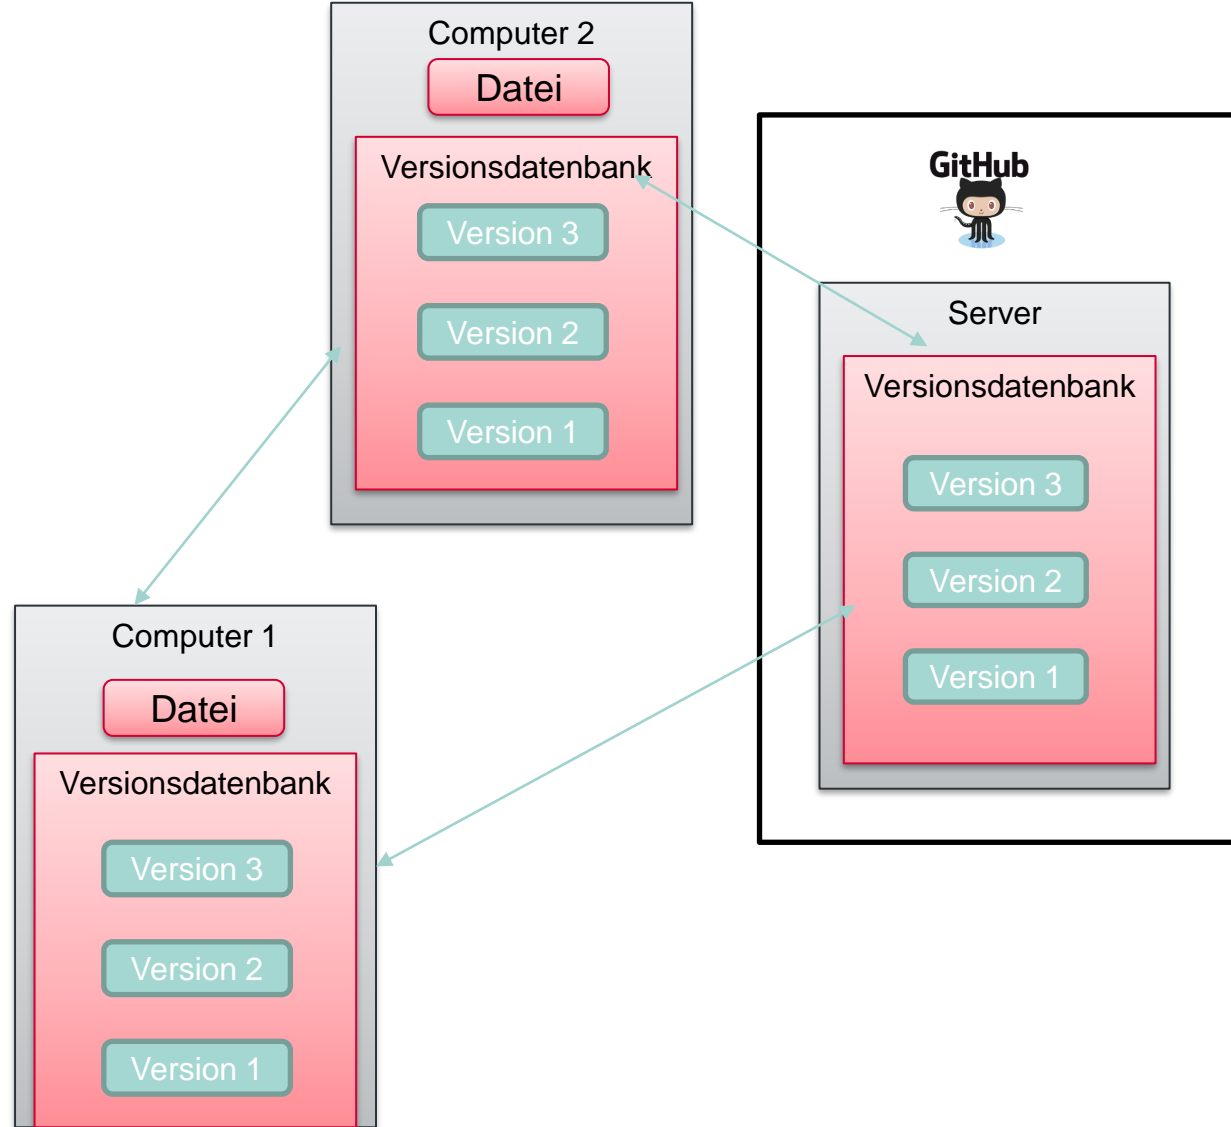 Computer 2
Datei
Versionsdatenbank
Version 3
Version 2
Version 1
GitHub
Server
Versionsdatenbank
Version 3
Version 2
Version 1
Computer 1
Datei
Versionsdatenbank
Version 3
Version 2
Version 1